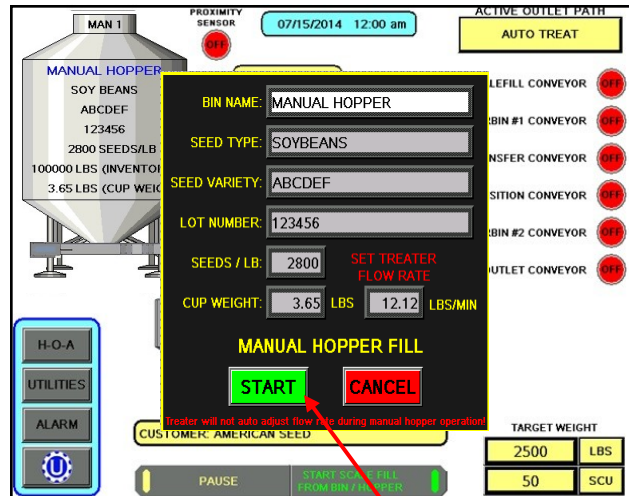 MAN 1
PROXIMITY
SENSOR
OFF
07/15/2014 12:00 am
ACTIVE OUTLET PATH
AUTO TREAT
MANUAL HOPPER
SOY BEANS
ABCDEF
123456
2800 SEEDS/LB
100000 LBS (INVENTO
3.65 LBS (CUP WEIG
BIN NAME: MANUAL HOPPER
SEED TYPE: SOYBEANS
SEED VARIETY: ABCDEF
LOT NUMBER: 123456
SEEDS / LB: 2800
SET TREATER
FLOW RATE
CUP WEIGHT: 3.65 LBS 12.12 LBS/MIN
MANUAL HOPPER FILL
START CANCEL
Treater will not auto adjust flow rate during manual hopper operation!
LEFILL CONVEYOR OFF
BIN #1 CONVEYOR OFF
NSFER CONVEYOR OFF
SITION CONVEYOR OFF
BIN #2 CONVEYOR OFF
UTLET CONVEYOR OFF
H-O-A
UTILITIES
ALARM
U
CUSTOMER: AMERICAN SEED
PAUSE
START SCALE FILL
FROM BIN / HOPPER
TARGET WEIGHT
2500 LBS
50 SCU